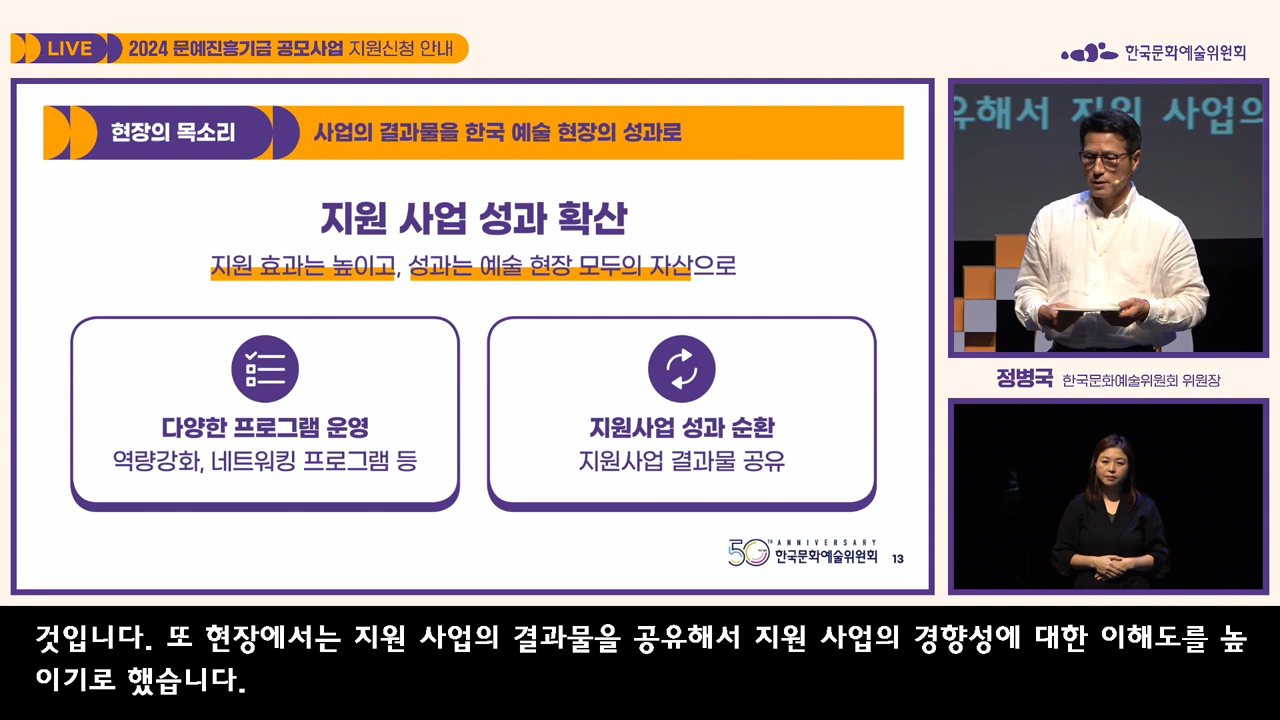 LIVE 2024 문예진흥기금 공모사업 지원신청 안내
한국문화예술위원회
현장의 목소리 사업의 결과물을 한국 예술 현장의 성과로
지원 사업 성과 확산
지원 효과는 높이고, 성과는 예술 현장 모두의 자산으로
다양한 프로그램 운영
역량강화, 네트워킹 프로그램 등
지원사업 성과 순환
지원사업 결과물 공유
50TH ANNIVERSARY
한국문화예술위원회
13
유해서 지원 사업의
정병국 한국문화예술위원회 위원장
것입니다. 또 현장에서는 지원 사업의 결과물을 공유해서 지원 사업의 경향성에 대한 이해도를 높
이기로 했습니다.